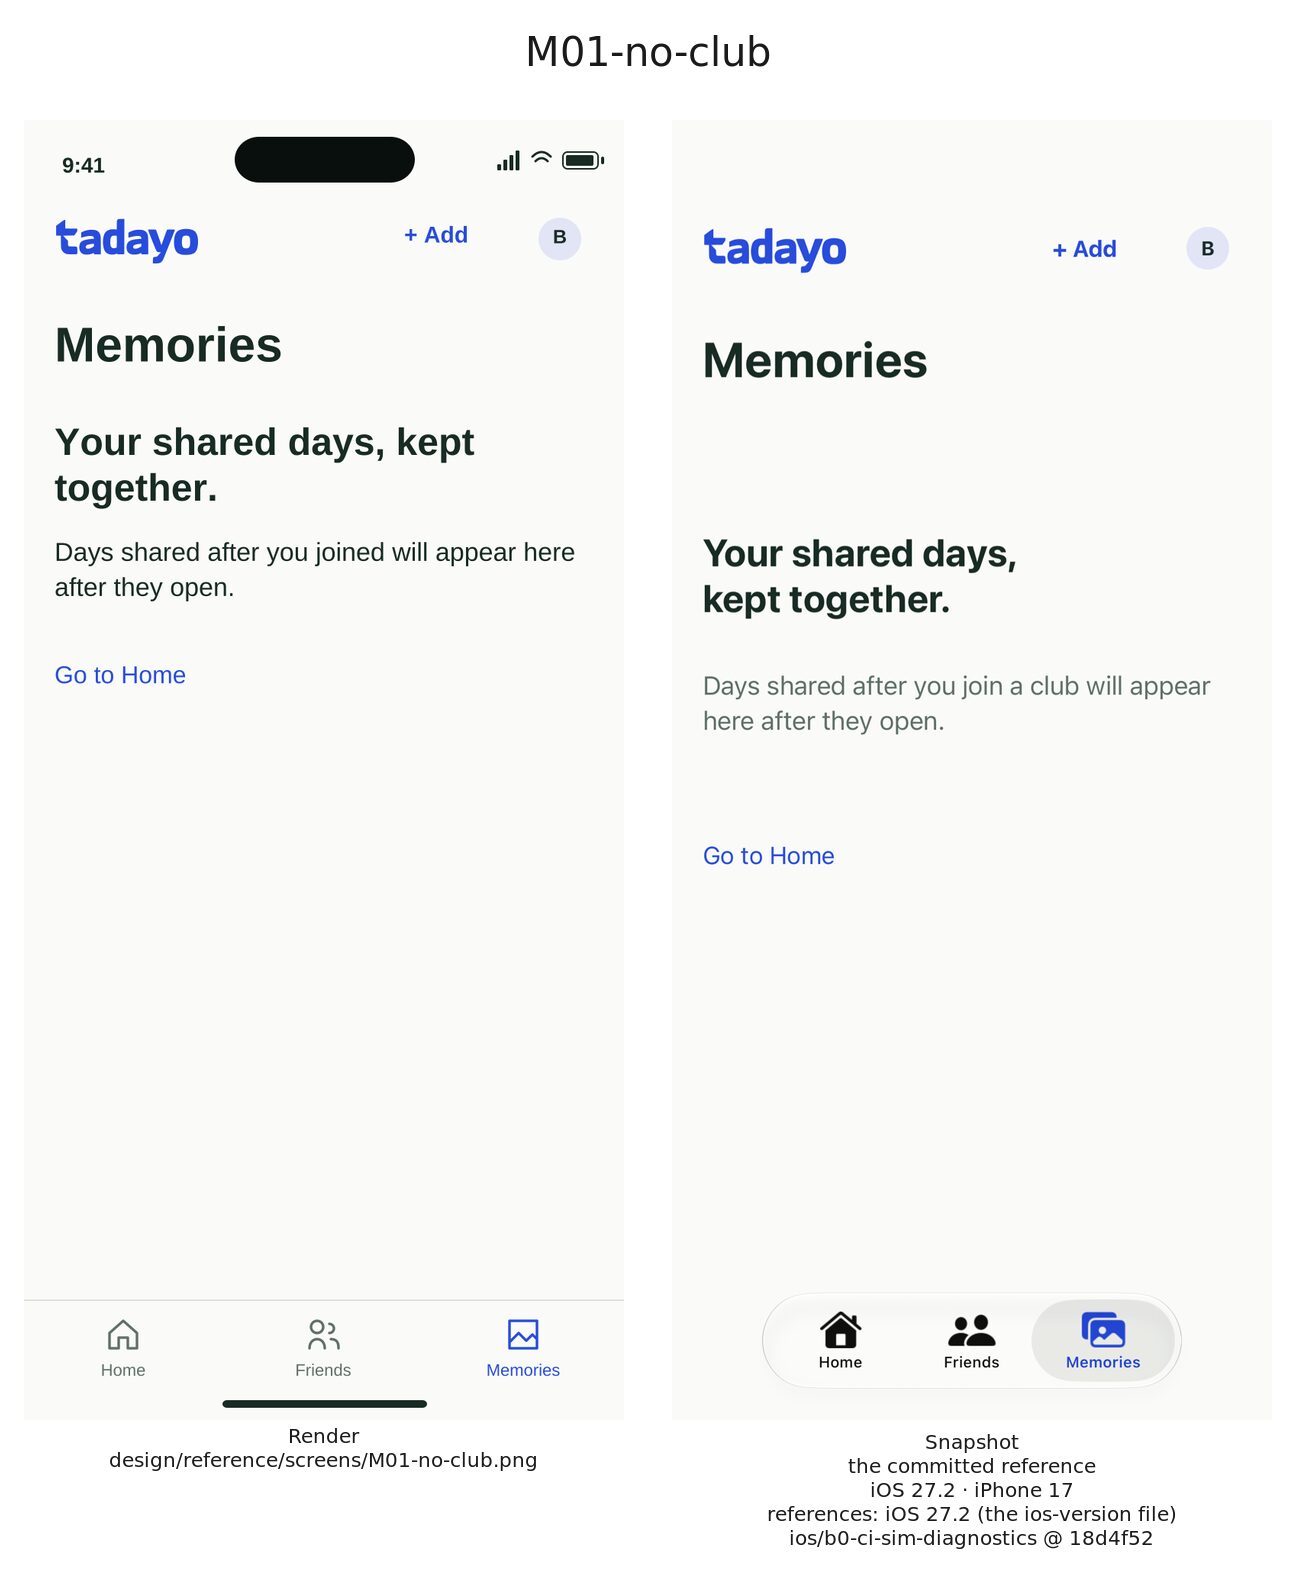 M01-no-club
9:41
tadayo
+ Add
B
Memories
Your shared days, kept
together.
Days shared after you joined will appear here
after they open.
Go to Home
Home
Friends
Memories
Render
design/reference/screens/M01-no-club.png
tadayo
+ Add
B
Memories
Your shared days,
kept together.
Days shared after you join a club will appear
here after they open.
Go to Home
Home
Friends
Memories
Snapshot
the committed reference
iOS 27.2 · iPhone 17
references: iOS 27.2 (the ios-version file)
ios/b0-ci-sim-diagnostics @ 18d4f52